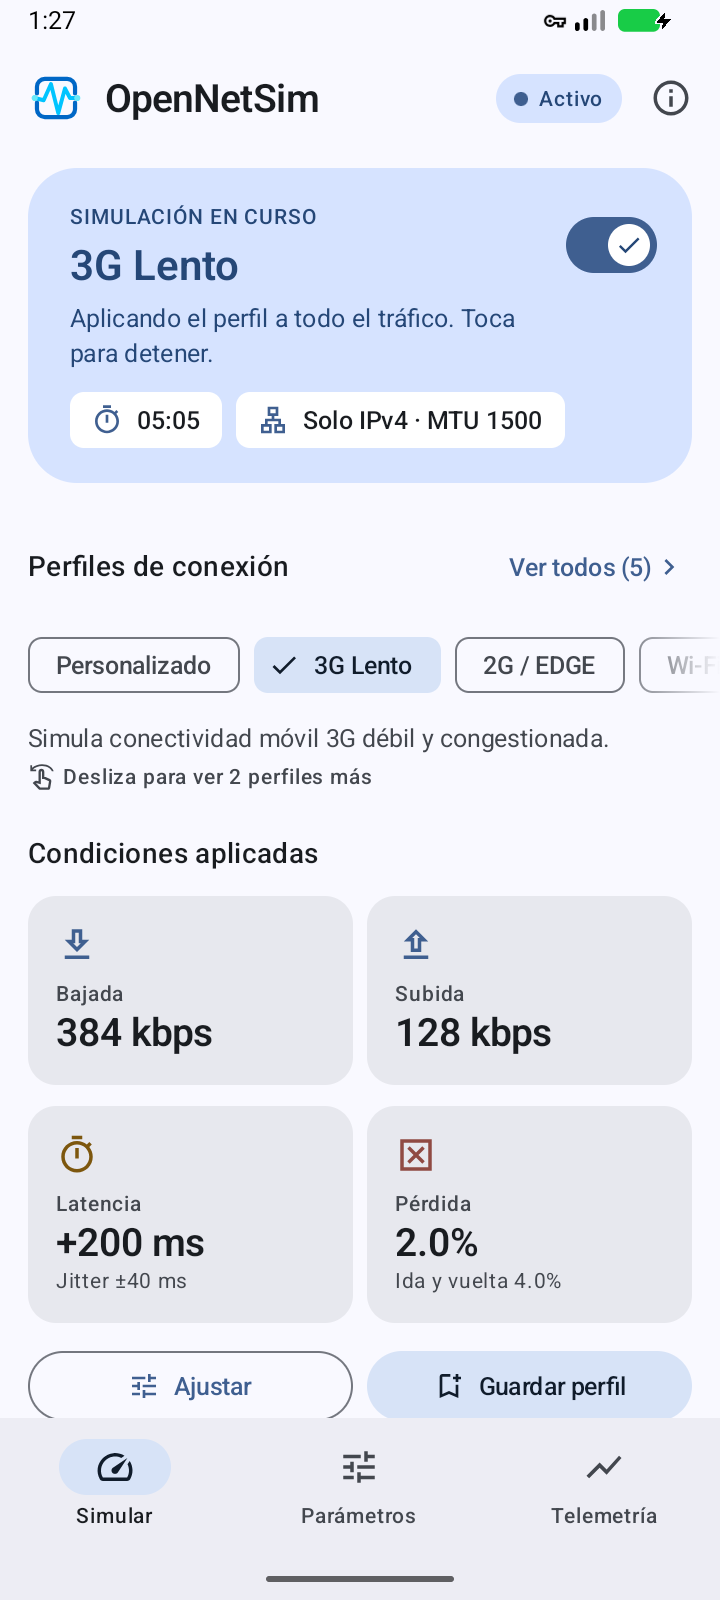 1:27
OpenNetSim
Activo
SIMULACIÓN EN CURSO
3G Lento
Aplicando el perfil a todo el tráfico. Toca
para detener.
05:05
Solo IPv4 · MTU 1500
Perfiles de conexión
Ver todos (5)
Personalizado
3G Lento
2G / EDGE
Wi-F
Simula conectividad móvil 3G débil y congestionada.
Desliza para ver 2 perfiles más
Condiciones aplicadas
Bajada
384 kbps
Subida
128 kbps
Latencia
+200 ms
Jitter ±40 ms
Pérdida
2.0%
Ida y vuelta 4.0%
Ajustar
Guardar perfil
Simular
Parámetros
Telemetría